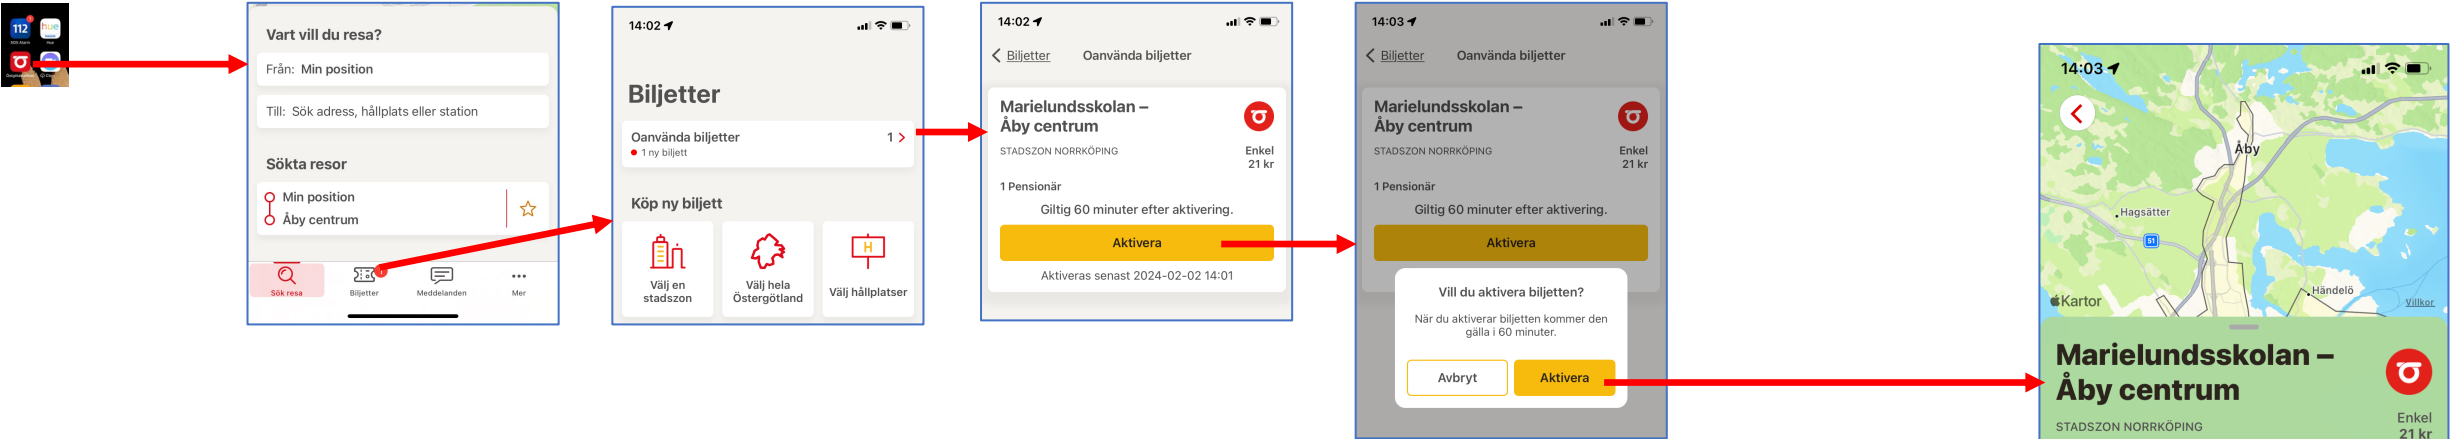 112
1
hue
SOS Alarm
Hue
Vart vill du resa?
Från: Min position
Till: Sök adress, hållplats eller station
Sökta resor
Min position
Åby centrum
Sök resa
Biljetter
Meddelanden
Mer
14:02
Biljetter
Oanvända biljetter
1
1 ny biljett
Köp ny biljett
H
Välj en
stadszon
Välj hela
Östergötland
Välj hållplatser
14:02
Biljetter
Oanvända biljetter
Marielundsskolan –
Åby centrum
STADSZON NORRKÖPING
Enkel
21 kr
1 Pensionär
Giltig 60 minuter efter aktivering.
Aktivera
Aktiveras senast 2024-02-02 14:01
14:03
Biljetter
Oanvända biljetter
Marielundsskolan –
Åby centrum
STADSZON NORRKÖPING
Enkel
21 kr
1 Pensionär
Giltig 60 minuter efter aktivering.
Aktivera
Vill du aktivera biljetten?
När du aktiverar biljetten kommer den
gälla i 60 minuter.
Avbryt
Aktivera
14:03
Åby
Hagsätter
51
Händelö
Kartor
Villkor
Marielundsskolan –
Åby centrum
STADSZON NORRKÖPING
Enkel
21 kr